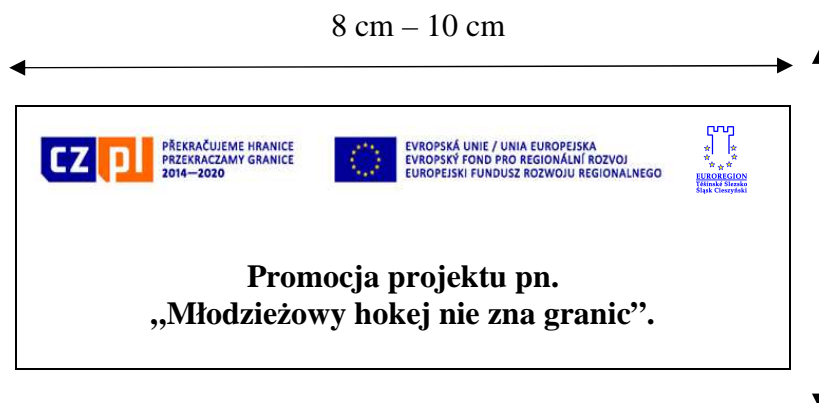 8 cm – 10 cm
CZ pl
PŘEKRAČUJEME HRANICE
PRZEKRACZAMY GRANICE
2014—2020
EVROPSKÁ UNIE / UNIA EUROPEJSKA
EVROPSKÝ FOND PRO REGIONÁLNÍ ROZVOJ
EUROPEJSKI FUNDUSZ ROZWOJU REGIONALNEGO
EUROREGION
Těšínské Slezsko
Śląsk Cieszyński
Promocja projektu pn.
„Młodzieżowy hokej nie zna granic”.